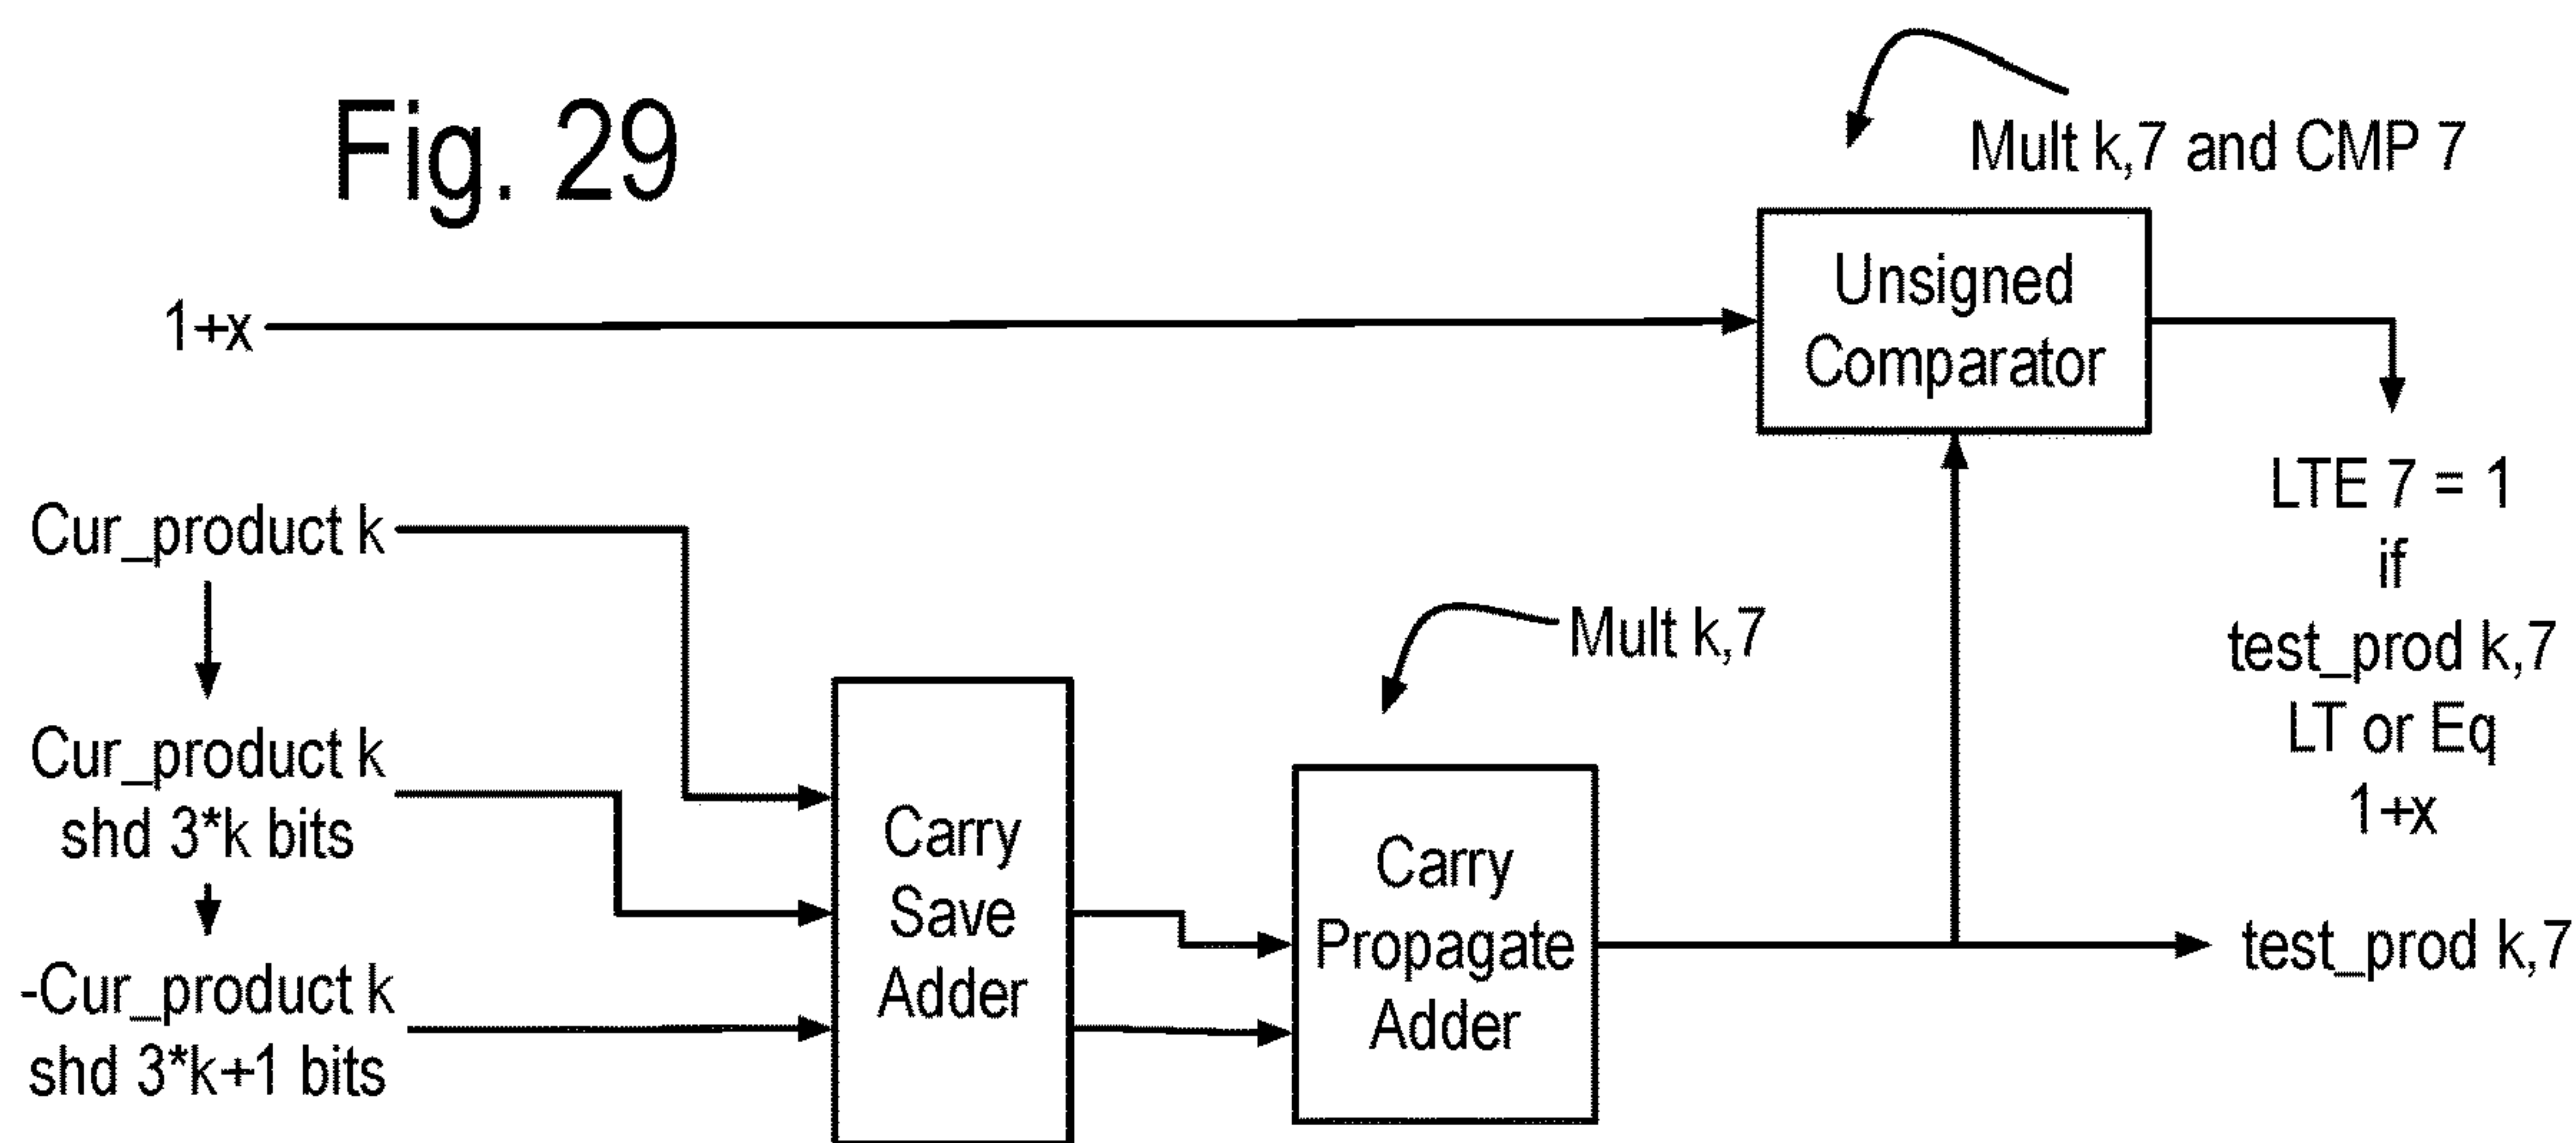 Fig. 29
Mult k,7 and CMP 7
1+x
Unsigned
Comparator
Cur_product k
LTE 7 = 1
if
test_prod k,7
LT or Eq
1+x
Cur_product k
shd 3*k bits
-Cur_product k
shd 3*k+1 bits
Carry
Save
Adder
Mult k,7
Carry
Propagate
Adder
test_prod k,7